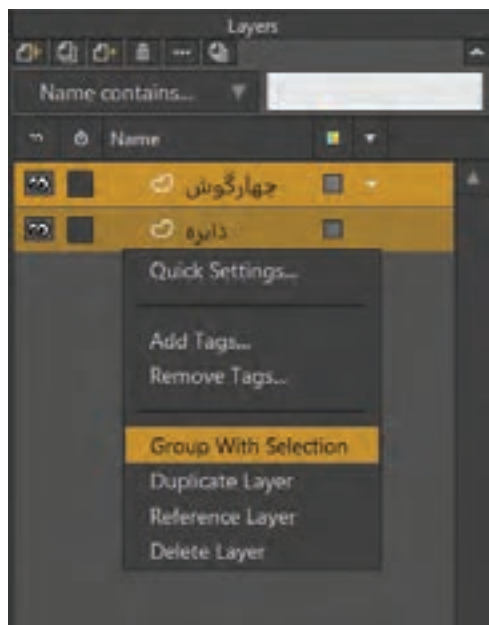 Layers
Name contains...
Name
چهارگوش
دایره
Quick Settings...
Add Tags...
Remove Tags...
Group With Selection
Duplicate Layer
Reference Layer
Delete Layer